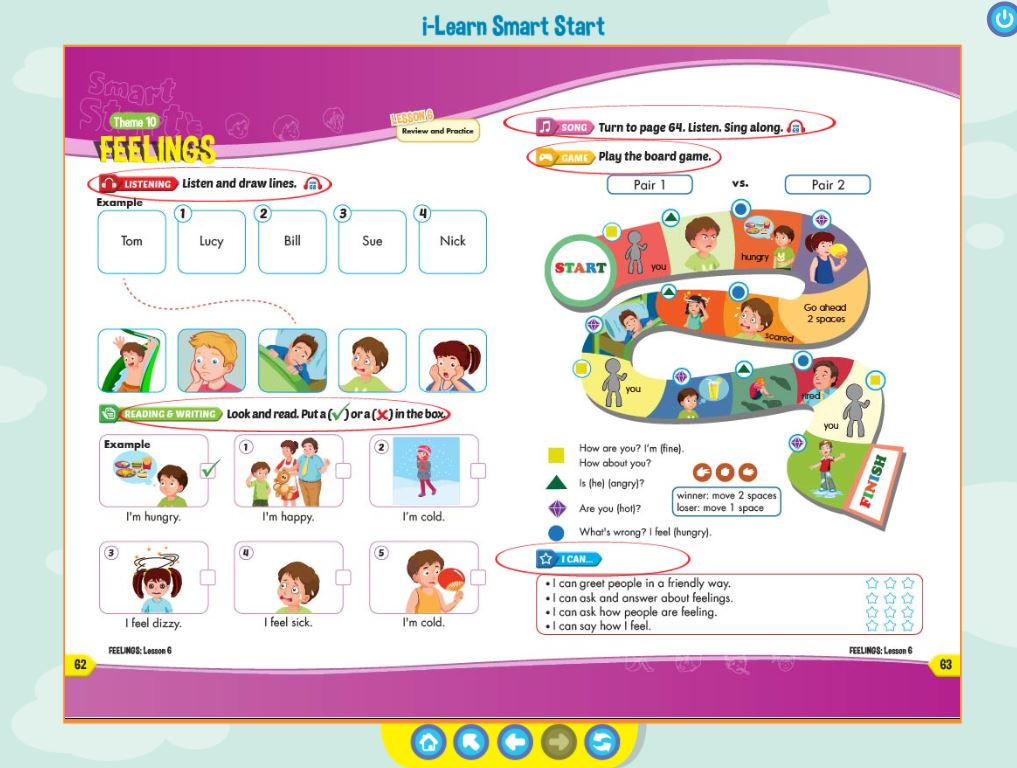 i-Learn Smart Start
Smart
Start
Theme 10
FEELINGS
LESSON 6
Review and Practice
LISTENING Listen and draw lines.
Example
1
2
3
4
Tom
Lucy
Bill
Sue
Nick
READING & WRITING Look and read. Put a (✓) or a (✗) in the box.
Example
1
2
I'm hungry.
I'm happy.
I'm cold.
3
4
5
I feel dizzy.
I feel sick.
I'm cold.
FEELINGS: Lesson 6
62
SONG Turn to page 64. Listen. Sing along.
GAME Play the board game.
Pair 1
vs.
Pair 2
START
you
hungry
Go ahead
2 spaces
scared
you
tired
you
FINISH
How are you? I'm (fine).
How about you?
Is (he) (angry)?
Are you (hot)?
What's wrong? I feel (hungry).
winner: move 2 spaces
loser: move 1 space
I CAN...
• I can greet people in a friendly way.
• I can ask and answer about feelings.
• I can ask how people are feeling.
• I can say how I feel.
FEELINGS: Lesson 6
63